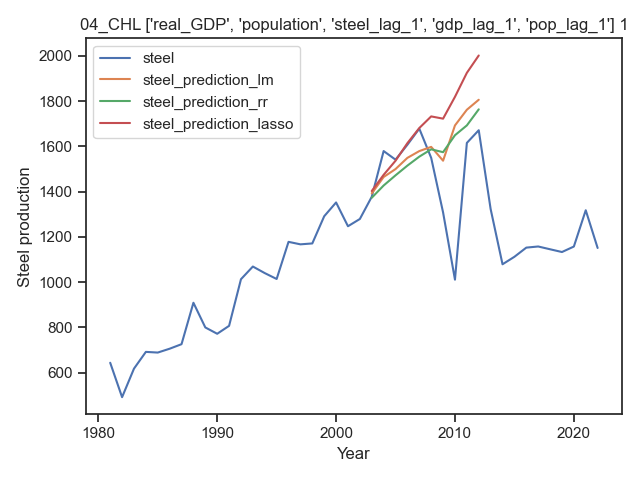 04_CHL ['real_GDP', 'population', 'steel_lag_1', 'gdp_lag_1', 'pop_lag_1'] 1
steel
steel_prediction_lm
steel_prediction_rr
steel_prediction_lasso
2000
1800
1600
1400
1200
1000
800
600
Steel production
1980
1990
2000
2010
2020
Year